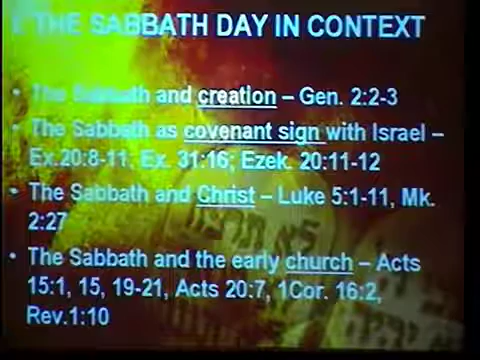 THE SABBATH DAY IN CONTEXT
• The Sabbath and creation – Gen. 2:2-3
• The Sabbath as covenant sign with Israel –
Ex.20:8-11, Ex. 31:16; Ezek. 20:11-12
• The Sabbath and Christ – Luke 5:1-11, Mk.
2:27
• The Sabbath and the early church – Acts
15:1, 15, 19-21, Acts 20:7, 1Cor. 16:2,
Rev.1:10